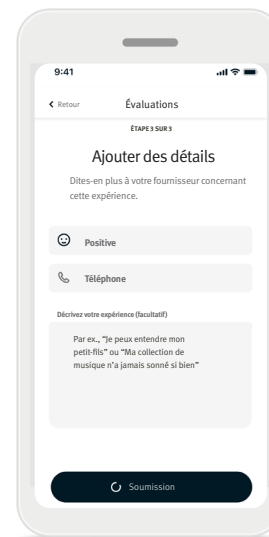 9:41
Retour
Évaluations
ÉTAPE 3 SUR 3
Ajouter des détails
Dites-en plus à votre fournisseur concernant
cette expérience.
Positive
Téléphone
Décrivez votre expérience (facultatif)
Par ex., “Je peux entendre mon
petit-fils” ou “Ma collection de
musique n’a jamais sonné si bien”
Soumission